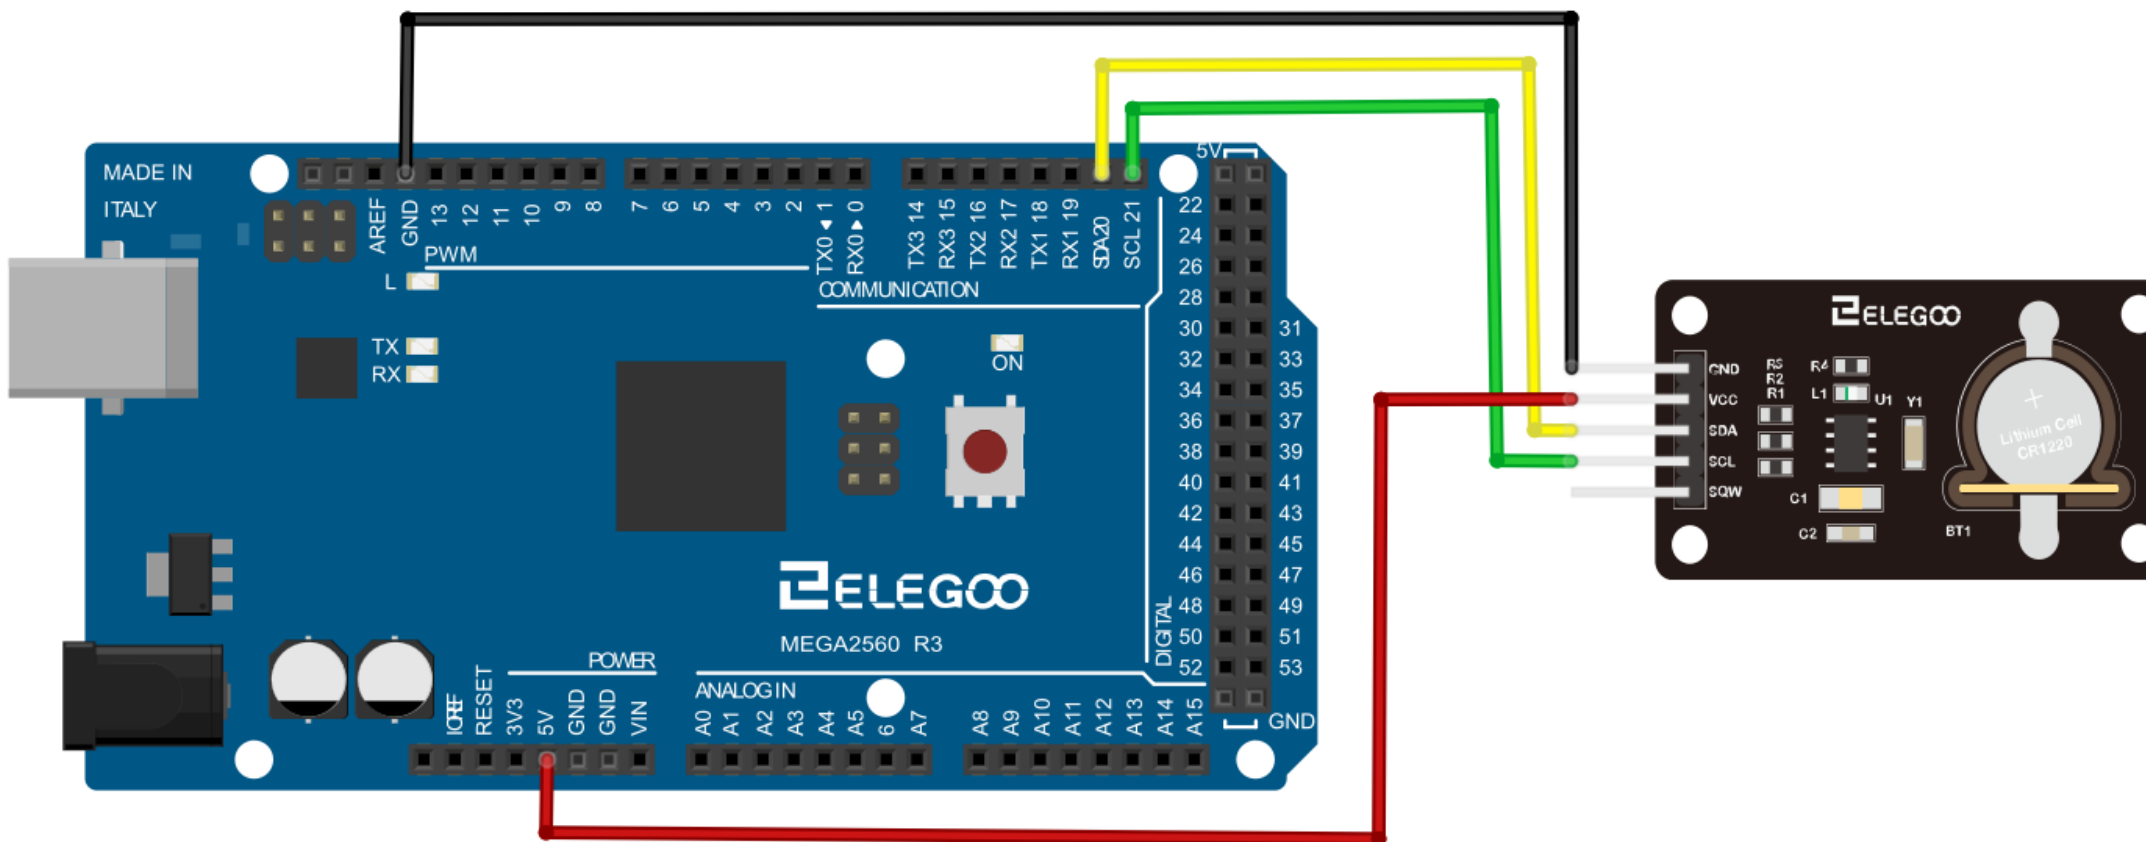 MADE IN
ITALY
AREF
GND
13
12
11
10
9
8
7
6
5
4
3
2
TX0 ◄ 1
RX0 ► 0
TX3 14
RX3 15
TX2 16
RX2 17
TX1 18
RX1 19
SDA20
SCL 21
5V
PWM
COMMUNICATION
L
TX
RX
ON
22
24
26
28
30 31
32 33
34 35
36 37
38 39
40 41
42 43
44 45
46 47
48 49
50 51
52 53
GND
DIGITAL
ELEGOO
MEGA2560 R3
POWER
IOREF
RESET
3V3
5V
GND
GND
VIN
ANALOG IN
A0
A1
A2
A3
A4
A5
6
A7
A8
A9
A10
A11
A12
A13
A14
A15
ELEGOO
GND
VCC
SDA
SCL
SQW
R3
R2
R1
R4
L1
U1
Y1
C1
C2
BT1
Lithium Cell
CR1220